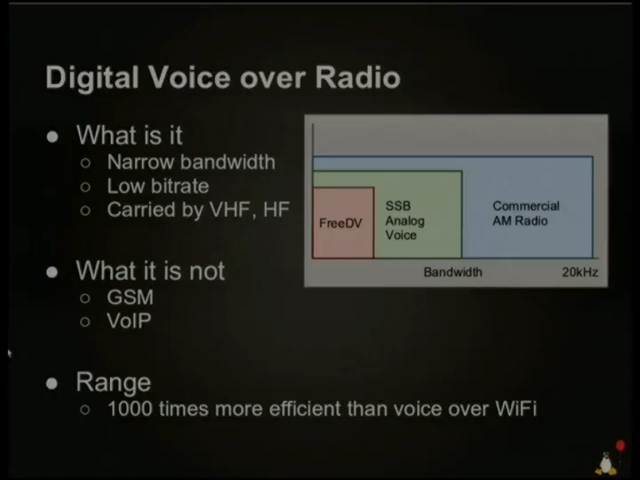 Digital Voice over Radio
What is it
Narrow bandwidth
Low bitrate
Carried by VHF, HF
FreeDV
SSB
Analog
Voice
Commercial
AM Radio
Bandwidth
20kHz
What it is not
GSM
VoIP
Range
1000 times more efficient than voice over WiFi